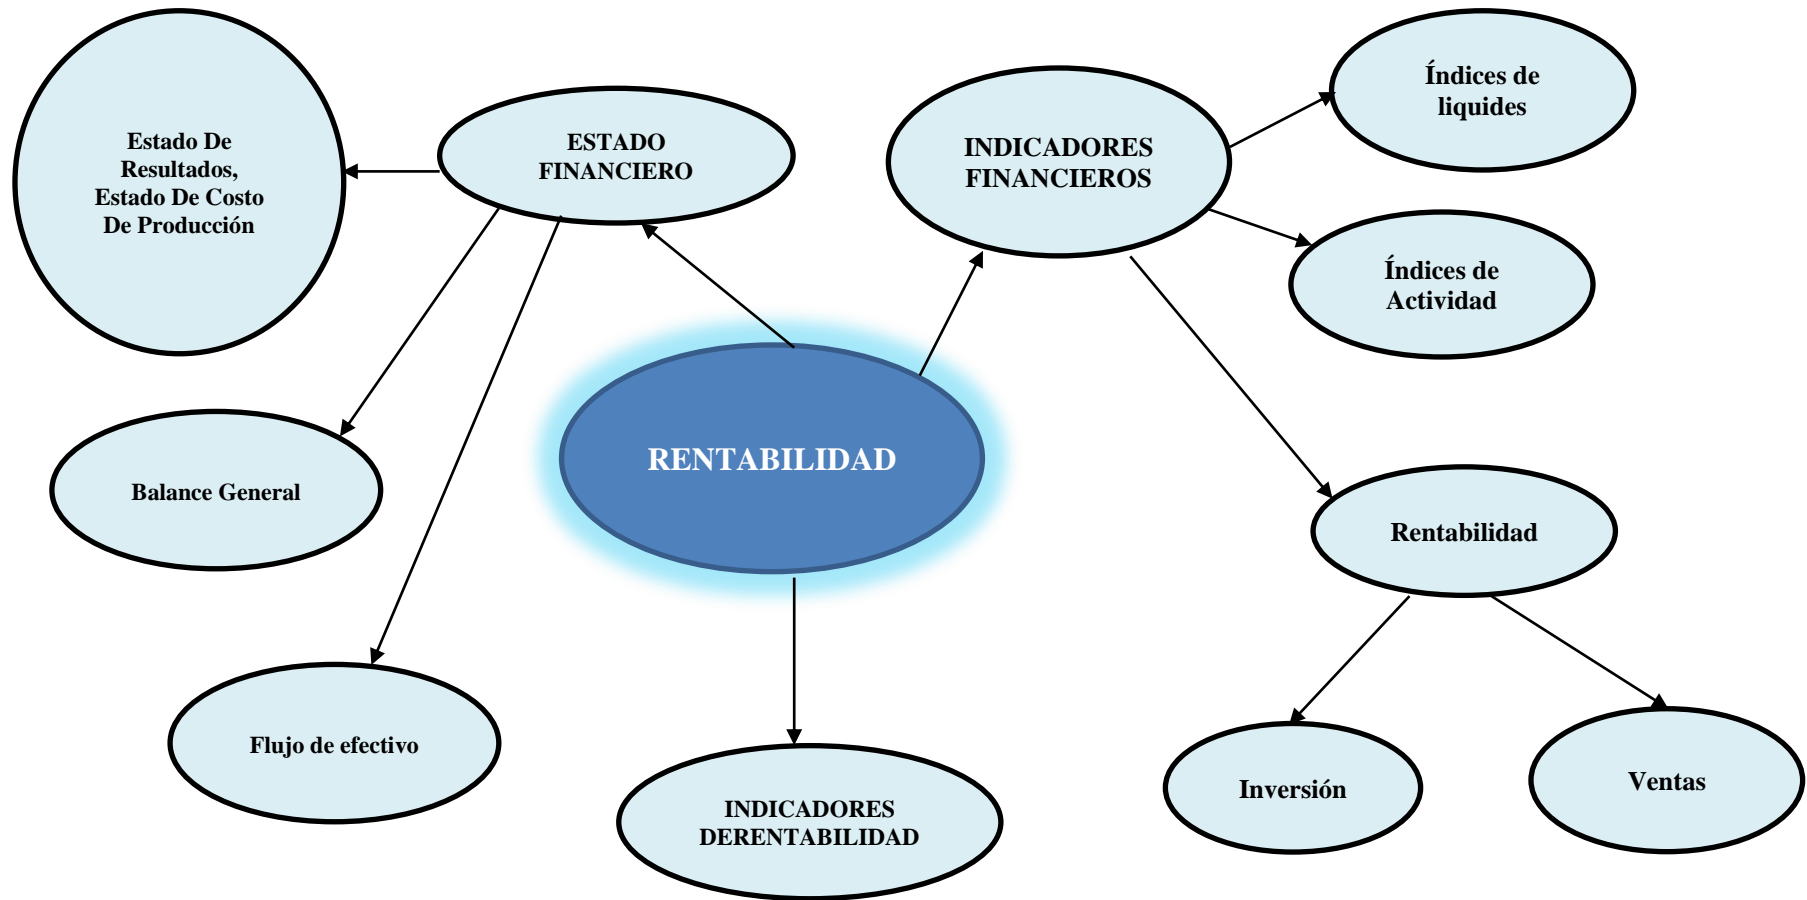 Estado De
Resultados,
Estado De Costo
De Producción
ESTADO
FINANCIERO
INDICADORES
FINANCIEROS
Índices de
liquides
Índices de
Actividad
RENTABILIDAD
Balance General
Rentabilidad
Flujo de efectivo
INDICADORES
DERENTABILIDAD
Inversión
Ventas